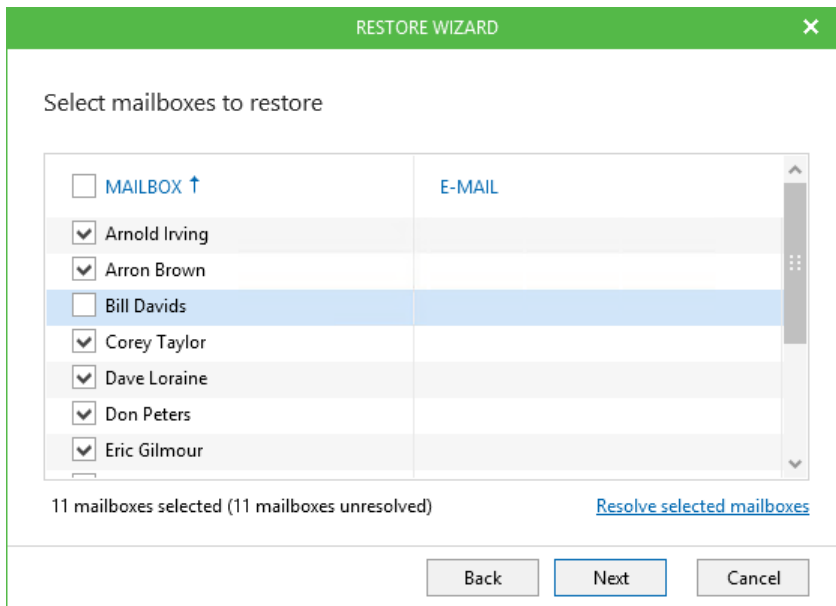 RESTORE WIZARD
Select mailboxes to restore
MAILBOX E-MAIL
Arnold Irving
Arron Brown
Bill Davids
Corey Taylor
Dave Loraine
Don Peters
Eric Gilmour
11 mailboxes selected (11 mailboxes unresolved) Resolve selected mailboxes
Back Next Cancel